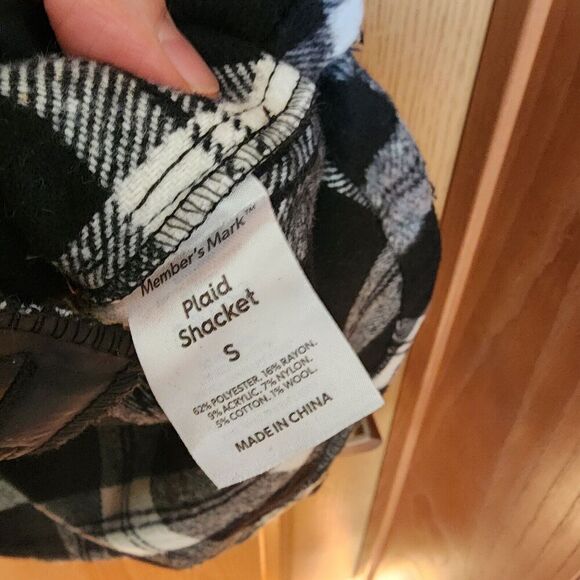 Member's Mark™
Plaid
Shacket
S
62% POLYESTER. 16% RAYON.
9% ACRYLIC. 7% NYLON.
5% COTTON. 1% WOOL.
MADE IN CHINA